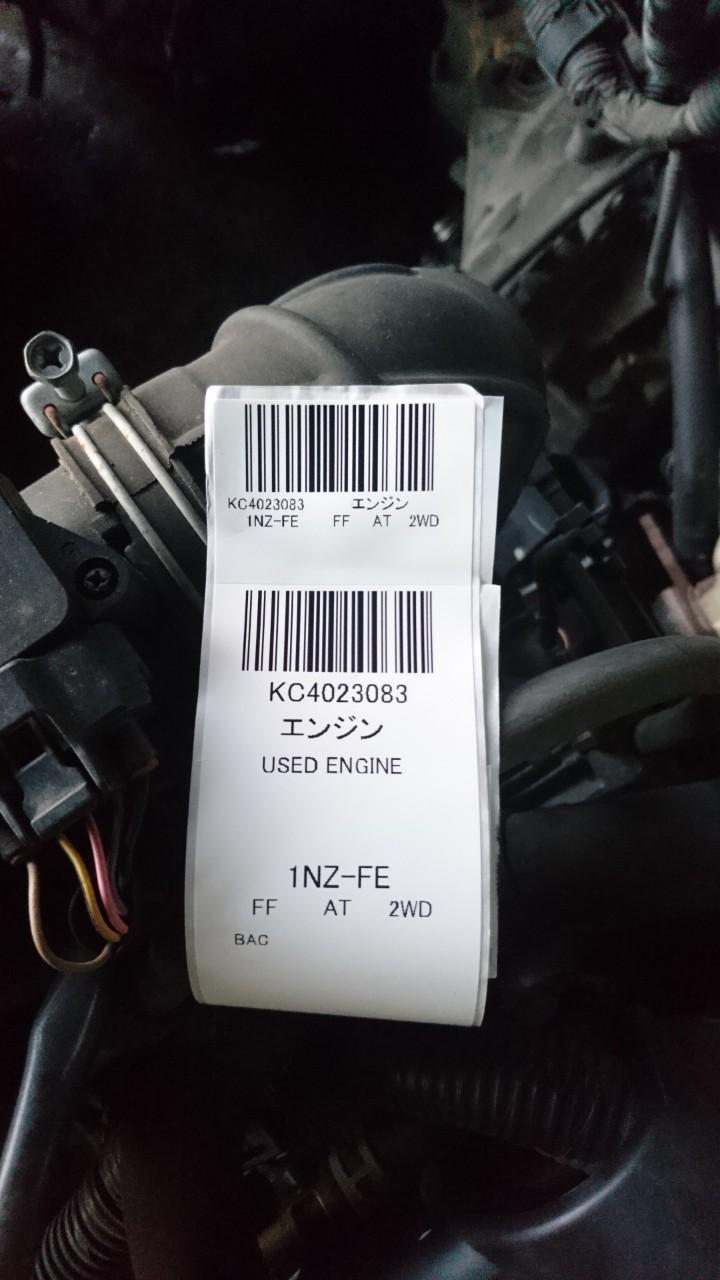 KC4023083 エンジン
1NZ-FE FF AT 2WD
KC4023083
エンジン
USED ENGINE
1NZ-FE
FF AT 2WD
BAC